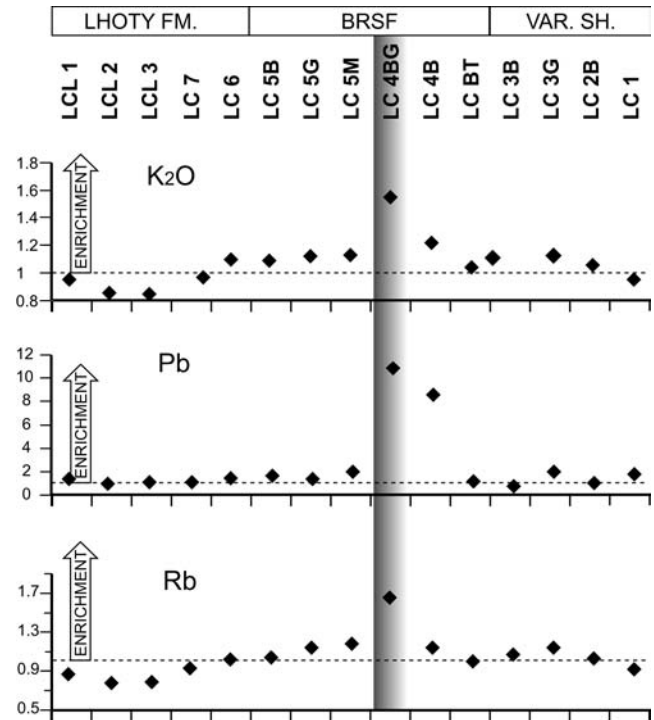 LHOTY FM. BRSF VAR. SH.
LCL 1 LCL 2 LCL 3 LC 7 LC 6 LC 5B LC 5G LC 5M LC 4BG LC 4B LC BT LC 3B LC 3G LC 2B LC 1
K₂O
ENRICHMENT
1.8
1.6
1.4
1.2
1
0.8
Pb
ENRICHMENT
12
10
8
6
4
2
0
Rb
ENRICHMENT
1.7
1.3
0.9
0.5